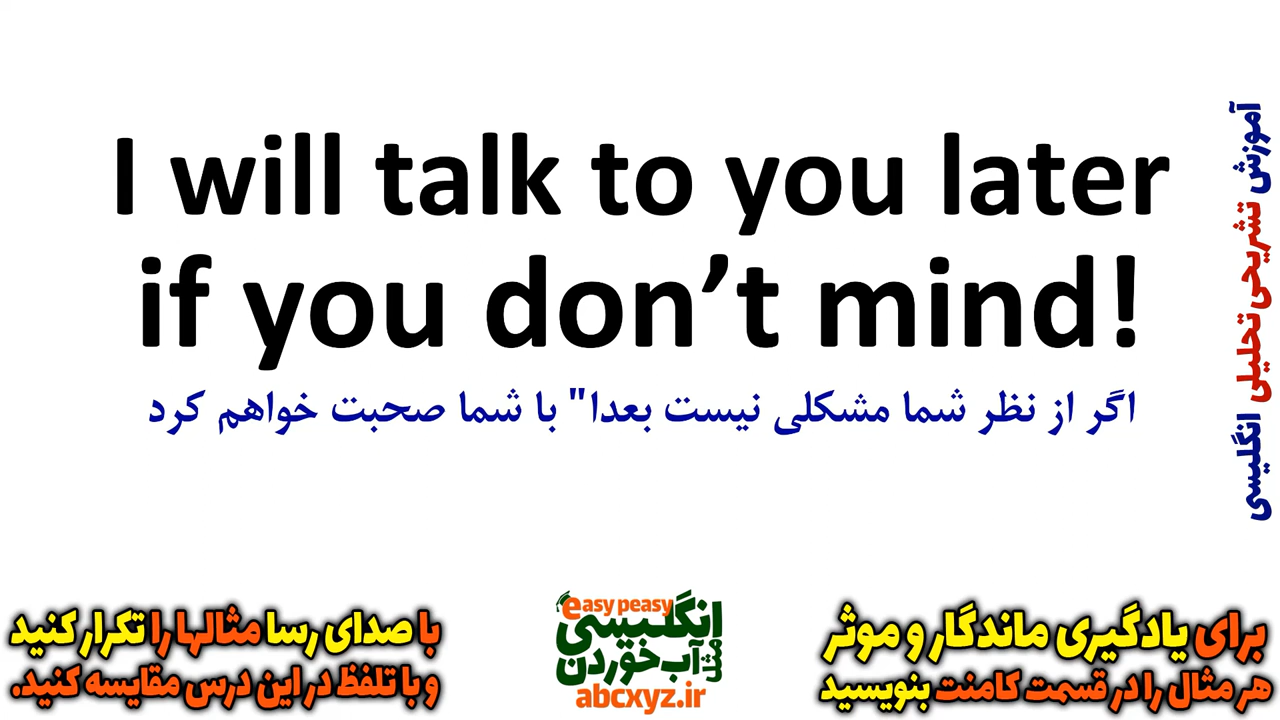 I will talk to you later
if you don’t mind!
اگر از نظر شما مشکلی نیست بعدا" با شما صحبت خواهم کرد
آموزش تشریحی تحلیلی انگلیسی
برای یادگیری ماندگار و موثر
هر مثال را در قسمت کامنت بنویسید
easy peasy
انگلیسی
مثل
آب خوردن
abcxyz.ir
با صدای رسا مثالها را تکرار کنید
و با تلفظ در این درس مقایسه کنید.